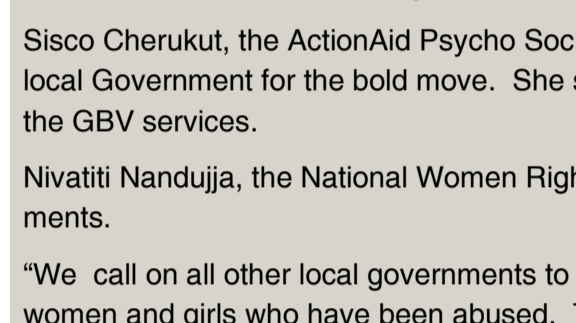 Sisco Cherukut, the ActionAid Psycho Soc
local Government for the bold move.  She
the GBV services.
Nivatiti Nandujja, the National Women Righ
ments.
“We  call on all other local governments to
women and girls who have been abused.